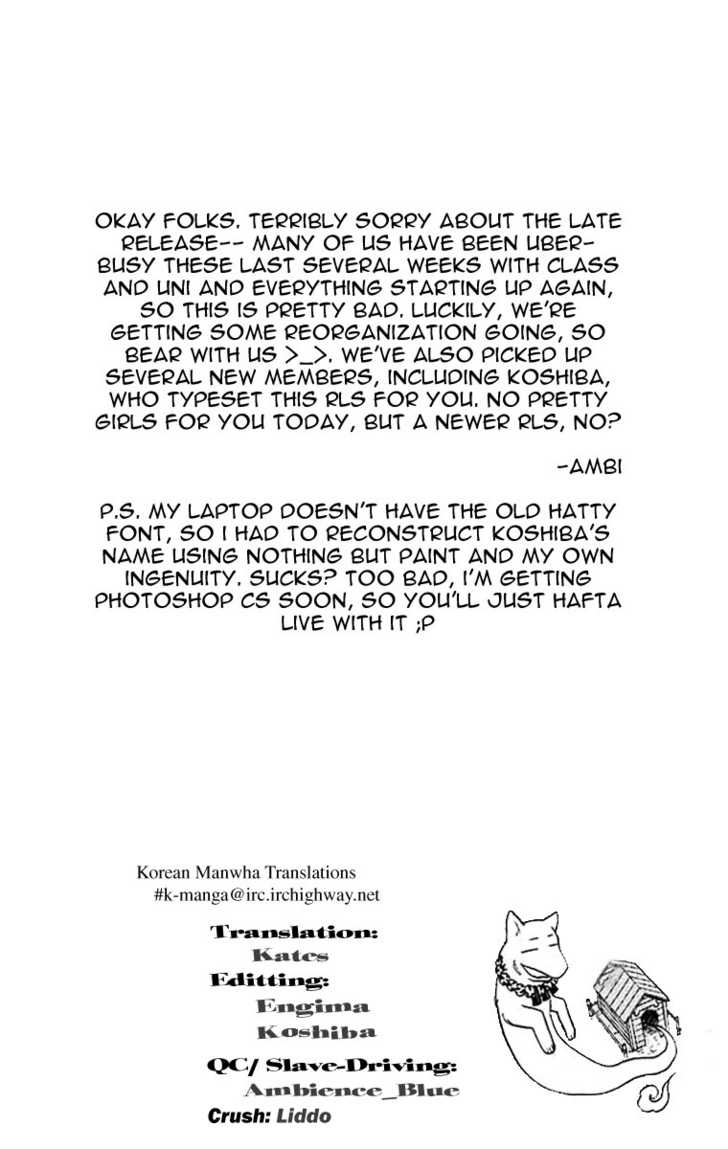 OKAY FOLKS. TERRIBLY SORRY ABOUT THE LATE
RELEASE-- MANY OF US HAVE BEEN UBER-
BUSY THESE LAST SEVERAL WEEKS WITH CLASS
AND UNI AND EVERYTHING STARTING UP AGAIN,
SO THIS IS PRETTY BAD. LUCKILY, WE'RE
GETTING SOME REORGANIZATION GOING, SO
BEAR WITH US >_>. WE'VE ALSO PICKED UP
SEVERAL NEW MEMBERS, INCLUDING KOSHIBA,
WHO TYPESET THIS RLS FOR YOU. NO PRETTY
GIRLS FOR YOU TODAY, BUT A NEWER RLS, NO?
-AMBI
P.S. MY LAPTOP DOESN'T HAVE THE OLD HATTY
FONT, SO I HAD TO RECONSTRUCT KOSHIBA'S
NAME USING NOTHING BUT PAINT AND MY OWN
INGENUITY. SUCKS? TOO BAD, I'M GETTING
PHOTOSHOP CS SOON, SO YOU'LL JUST HAFTA
LIVE WITH IT ;P
Korean Manwha Translations
#k-manga@irc.irchighway.net
Translation:
Kates
Editting:
Engima
Koshiba
QC/ Slave-Driving:
Ambience_Blue
Crush: Liddo